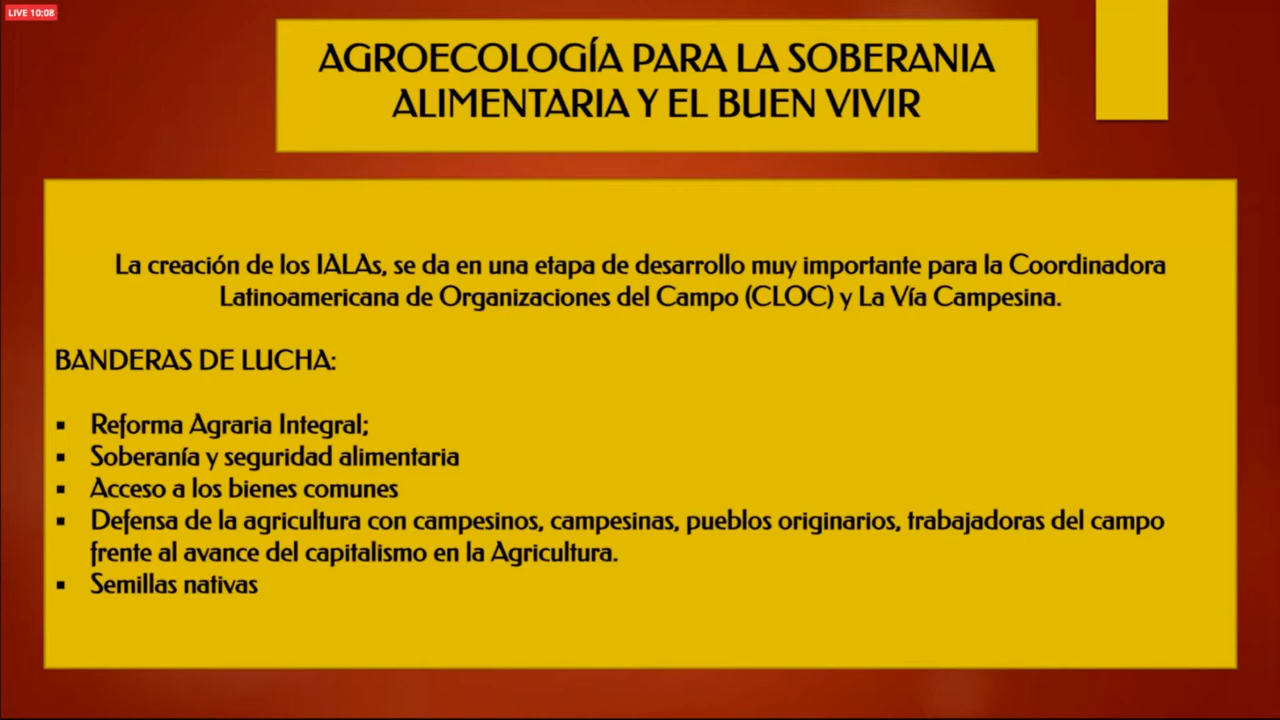 LIVE 10:08
AGROECOLOGÍA PARA LA SOBERANIA
ALIMENTARIA Y EL BUEN VIVIR
La creación de los IALAs, se da en una etapa de desarrollo muy importante para la Coordinadora
Latinoamericana de Organizaciones del Campo (CLOC) y La Vía Campesina.
BANDERAS DE LUCHA:
▪ Reforma Agraria Integral;
▪ Soberanía y seguridad alimentaria
▪ Acceso a los bienes comunes
▪ Defensa de la agricultura con campesinos, campesinas, pueblos originarios, trabajadoras del campo
frente al avance del capitalismo en la Agricultura.
▪ Semillas nativas